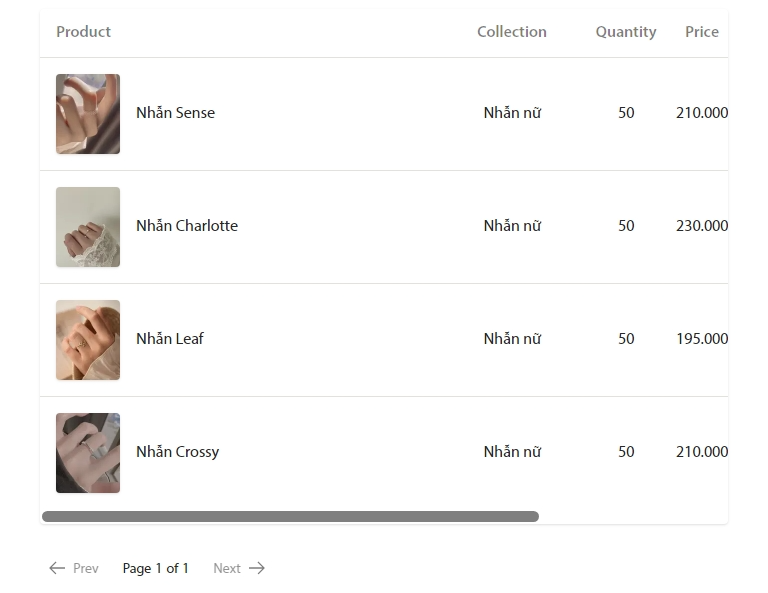 Product Collection Quantity Price
Nhẫn Sense Nhẫn nữ 50 210.000
Nhẫn Charlotte Nhẫn nữ 50 230.000
Nhẫn Leaf Nhẫn nữ 50 195.000
Nhẫn Crossy Nhẫn nữ 50 210.000
← Prev Page 1 of 1 Next →